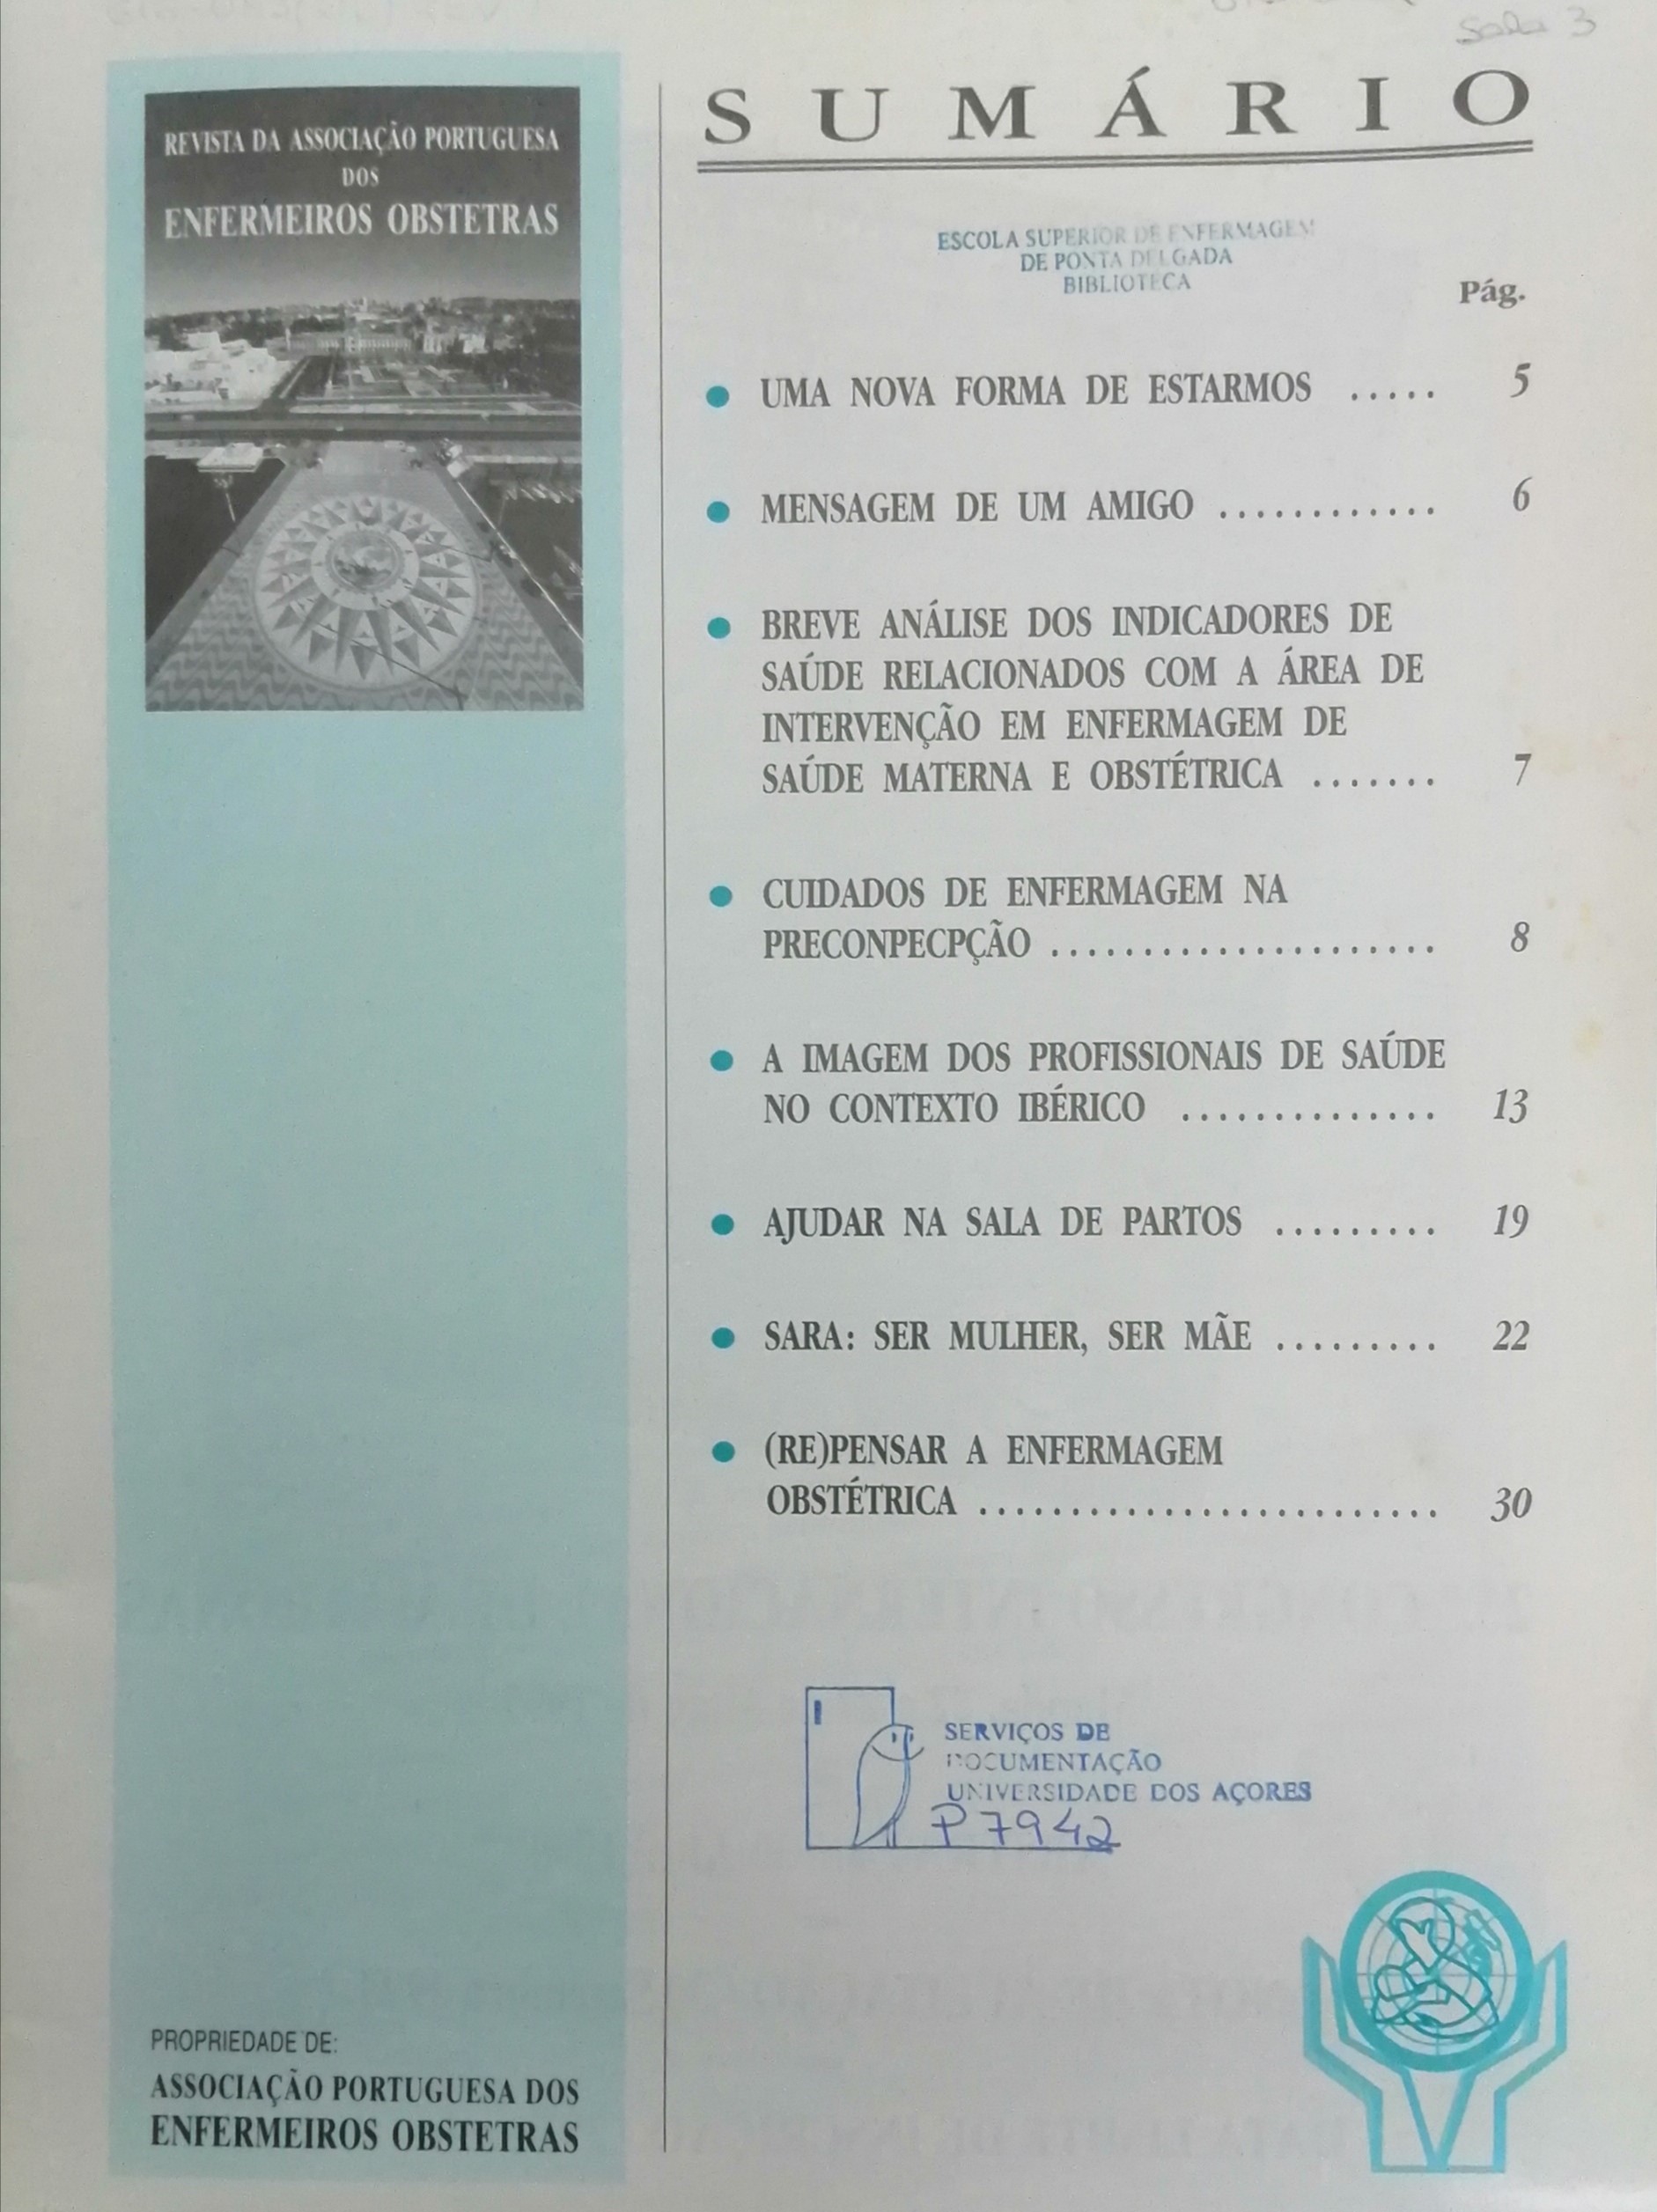 Sala 3
REVISTA DA ASSOCIAÇÃO PORTUGUESA
DOS
ENFERMEIROS OBSTETRAS
SUMÁRIO
ESCOLA SUPERIOR DE ENFERMAGEM
DE PONTA DELGADA
BIBLIOTECA
Pág.
● UMA NOVA FORMA DE ESTARMOS ..... 5
● MENSAGEM DE UM AMIGO ............ 6
● BREVE ANÁLISE DOS INDICADORES DE
SAÚDE RELACIONADOS COM A ÁREA DE
INTERVENÇÃO EM ENFERMAGEM DE
SAÚDE MATERNA E OBSTÉTRICA ....... 7
● CUIDADOS DE ENFERMAGEM NA
PRECONPECPÇÃO ..................... 8
● A IMAGEM DOS PROFISSIONAIS DE SAÚDE
NO CONTEXTO IBÉRICO .............. 13
● AJUDAR NA SALA DE PARTOS ......... 19
● SARA: SER MULHER, SER MÃE ......... 22
● (RE)PENSAR A ENFERMAGEM
OBSTÉTRICA ......................... 30
SERVIÇOS DE
DOCUMENTAÇÃO
UNIVERSIDADE DOS AÇORES
P7942
PROPRIEDADE DE:
ASSOCIAÇÃO PORTUGUESA DOS
ENFERMEIROS OBSTETRAS